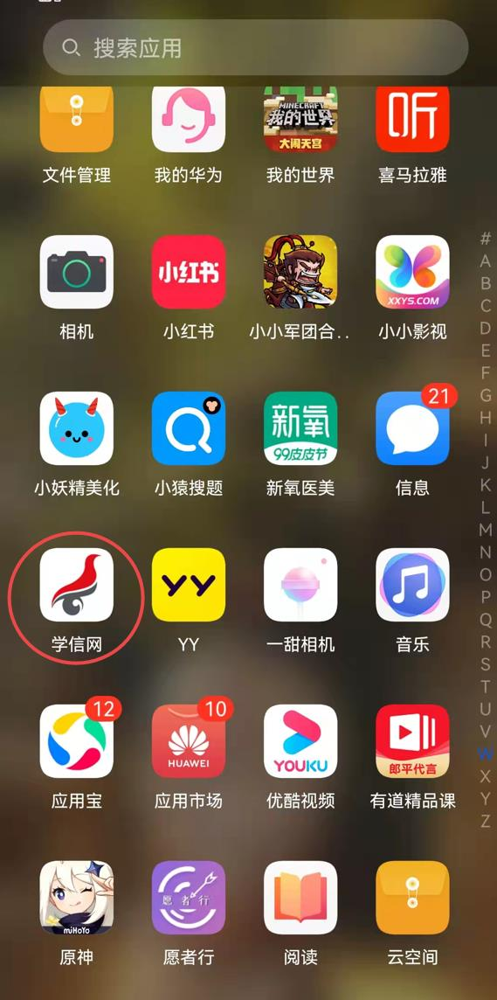 搜索应用
MINECRAFT
我的世界
大闹天宫
听
文件管理
我的华为
我的世界
喜马拉雅
小红书
XXYS.COM
相机
小红书
小小军团合..
小小影视
新氧
99皮皮节
21
小妖精美化
小猿搜题
新氧医美
信息
YY
学信网
YY
一甜相机
音乐
12
10
HUAWEI
YOUKU
郎平代言
应用宝
应用市场
优酷视频
有道精品课
miHoYo
愿者行
原神
愿者行
阅读
云空间
#
A
B
C
D
E
F
G
H
I
J
K
L
M
N
O
P
Q
R
S
T
U
V
W
X
Y
Z